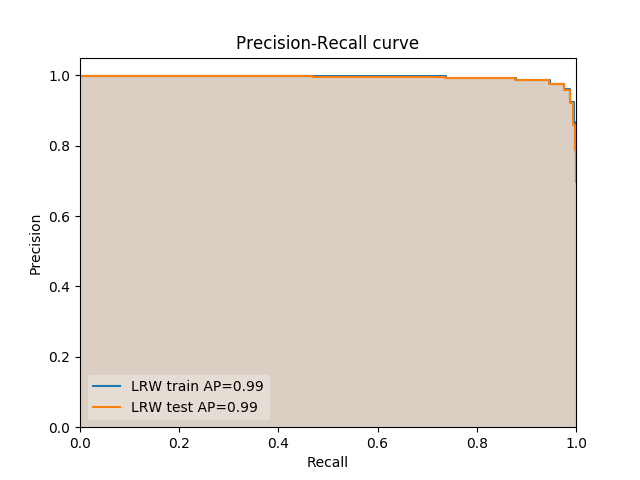 Precision-Recall curve
1.0
0.8
0.6
0.4
0.2
0.0
Precision
LRW train AP=0.99
LRW test AP=0.99
0.0 0.2 0.4 0.6 0.8 1.0
Recall